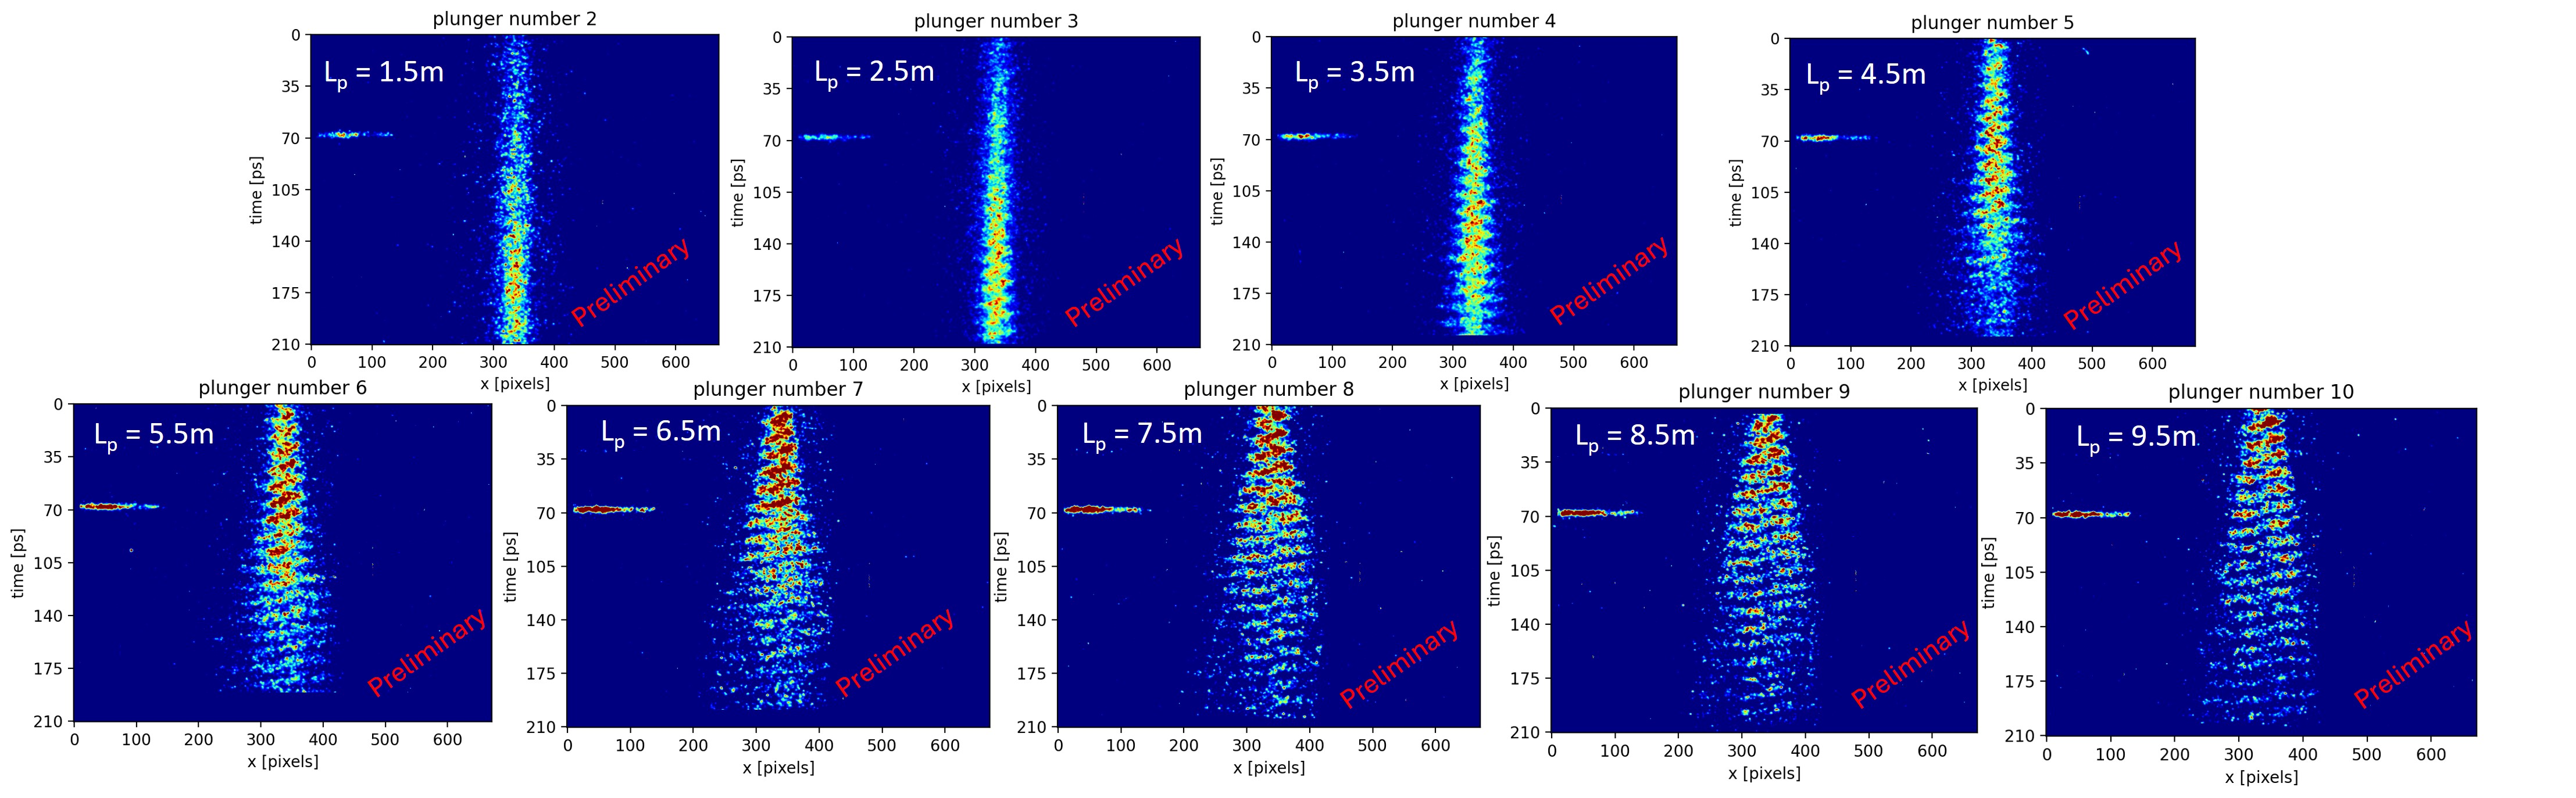 plunger number 2
plunger number 3
plunger number 4
plunger number 5
Lp = 1.5m
Lp = 2.5m
Lp = 3.5m
Lp = 4.5m
Preliminary
Preliminary
Preliminary
Preliminary
time [ps]
0
35
70
105
140
175
210
0 100 200 300 400 500 600
x [pixels]
time [ps]
0
35
70
105
140
175
210
0 100 200 300 400 500 600
x [pixels]
time [ps]
0
35
70
105
140
175
210
0 100 200 300 400 500 600
x [pixels]
time [ps]
0
35
70
105
140
175
210
0 100 200 300 400 500 600
x [pixels]
plunger number 6
plunger number 7
plunger number 8
plunger number 9
plunger number 10
Lp = 5.5m
Lp = 6.5m
Lp = 7.5m
Lp = 8.5m
Lp = 9.5m
Preliminary
Preliminary
Preliminary
Preliminary
Preliminary
time [ps]
0
35
70
105
140
175
210
0 100 200 300 400 500 600
x [pixels]
time [ps]
0
35
70
105
140
175
210
0 100 200 300 400 500 600
x [pixels]
time [ps]
0
35
70
105
140
175
210
0 100 200 300 400 500 600
x [pixels]
time [ps]
0
35
70
105
140
175
210
0 100 200 300 400 500 600
x [pixels]
time [ps]
0
35
70
105
140
175
210
0 100 200 300 400 500 600
x [pixels]